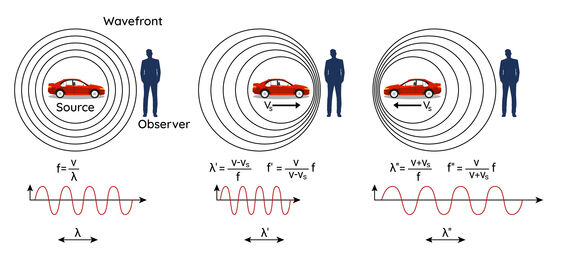 Wavefront
Source
Observer
Vₛ
Vₛ
f = v/λ
λ' = (v-vₛ)/f f' = v/(v-vₛ) f
λ" = (v+vₛ)/f f" = v/(v+vₛ) f
λ
λ'
λ"